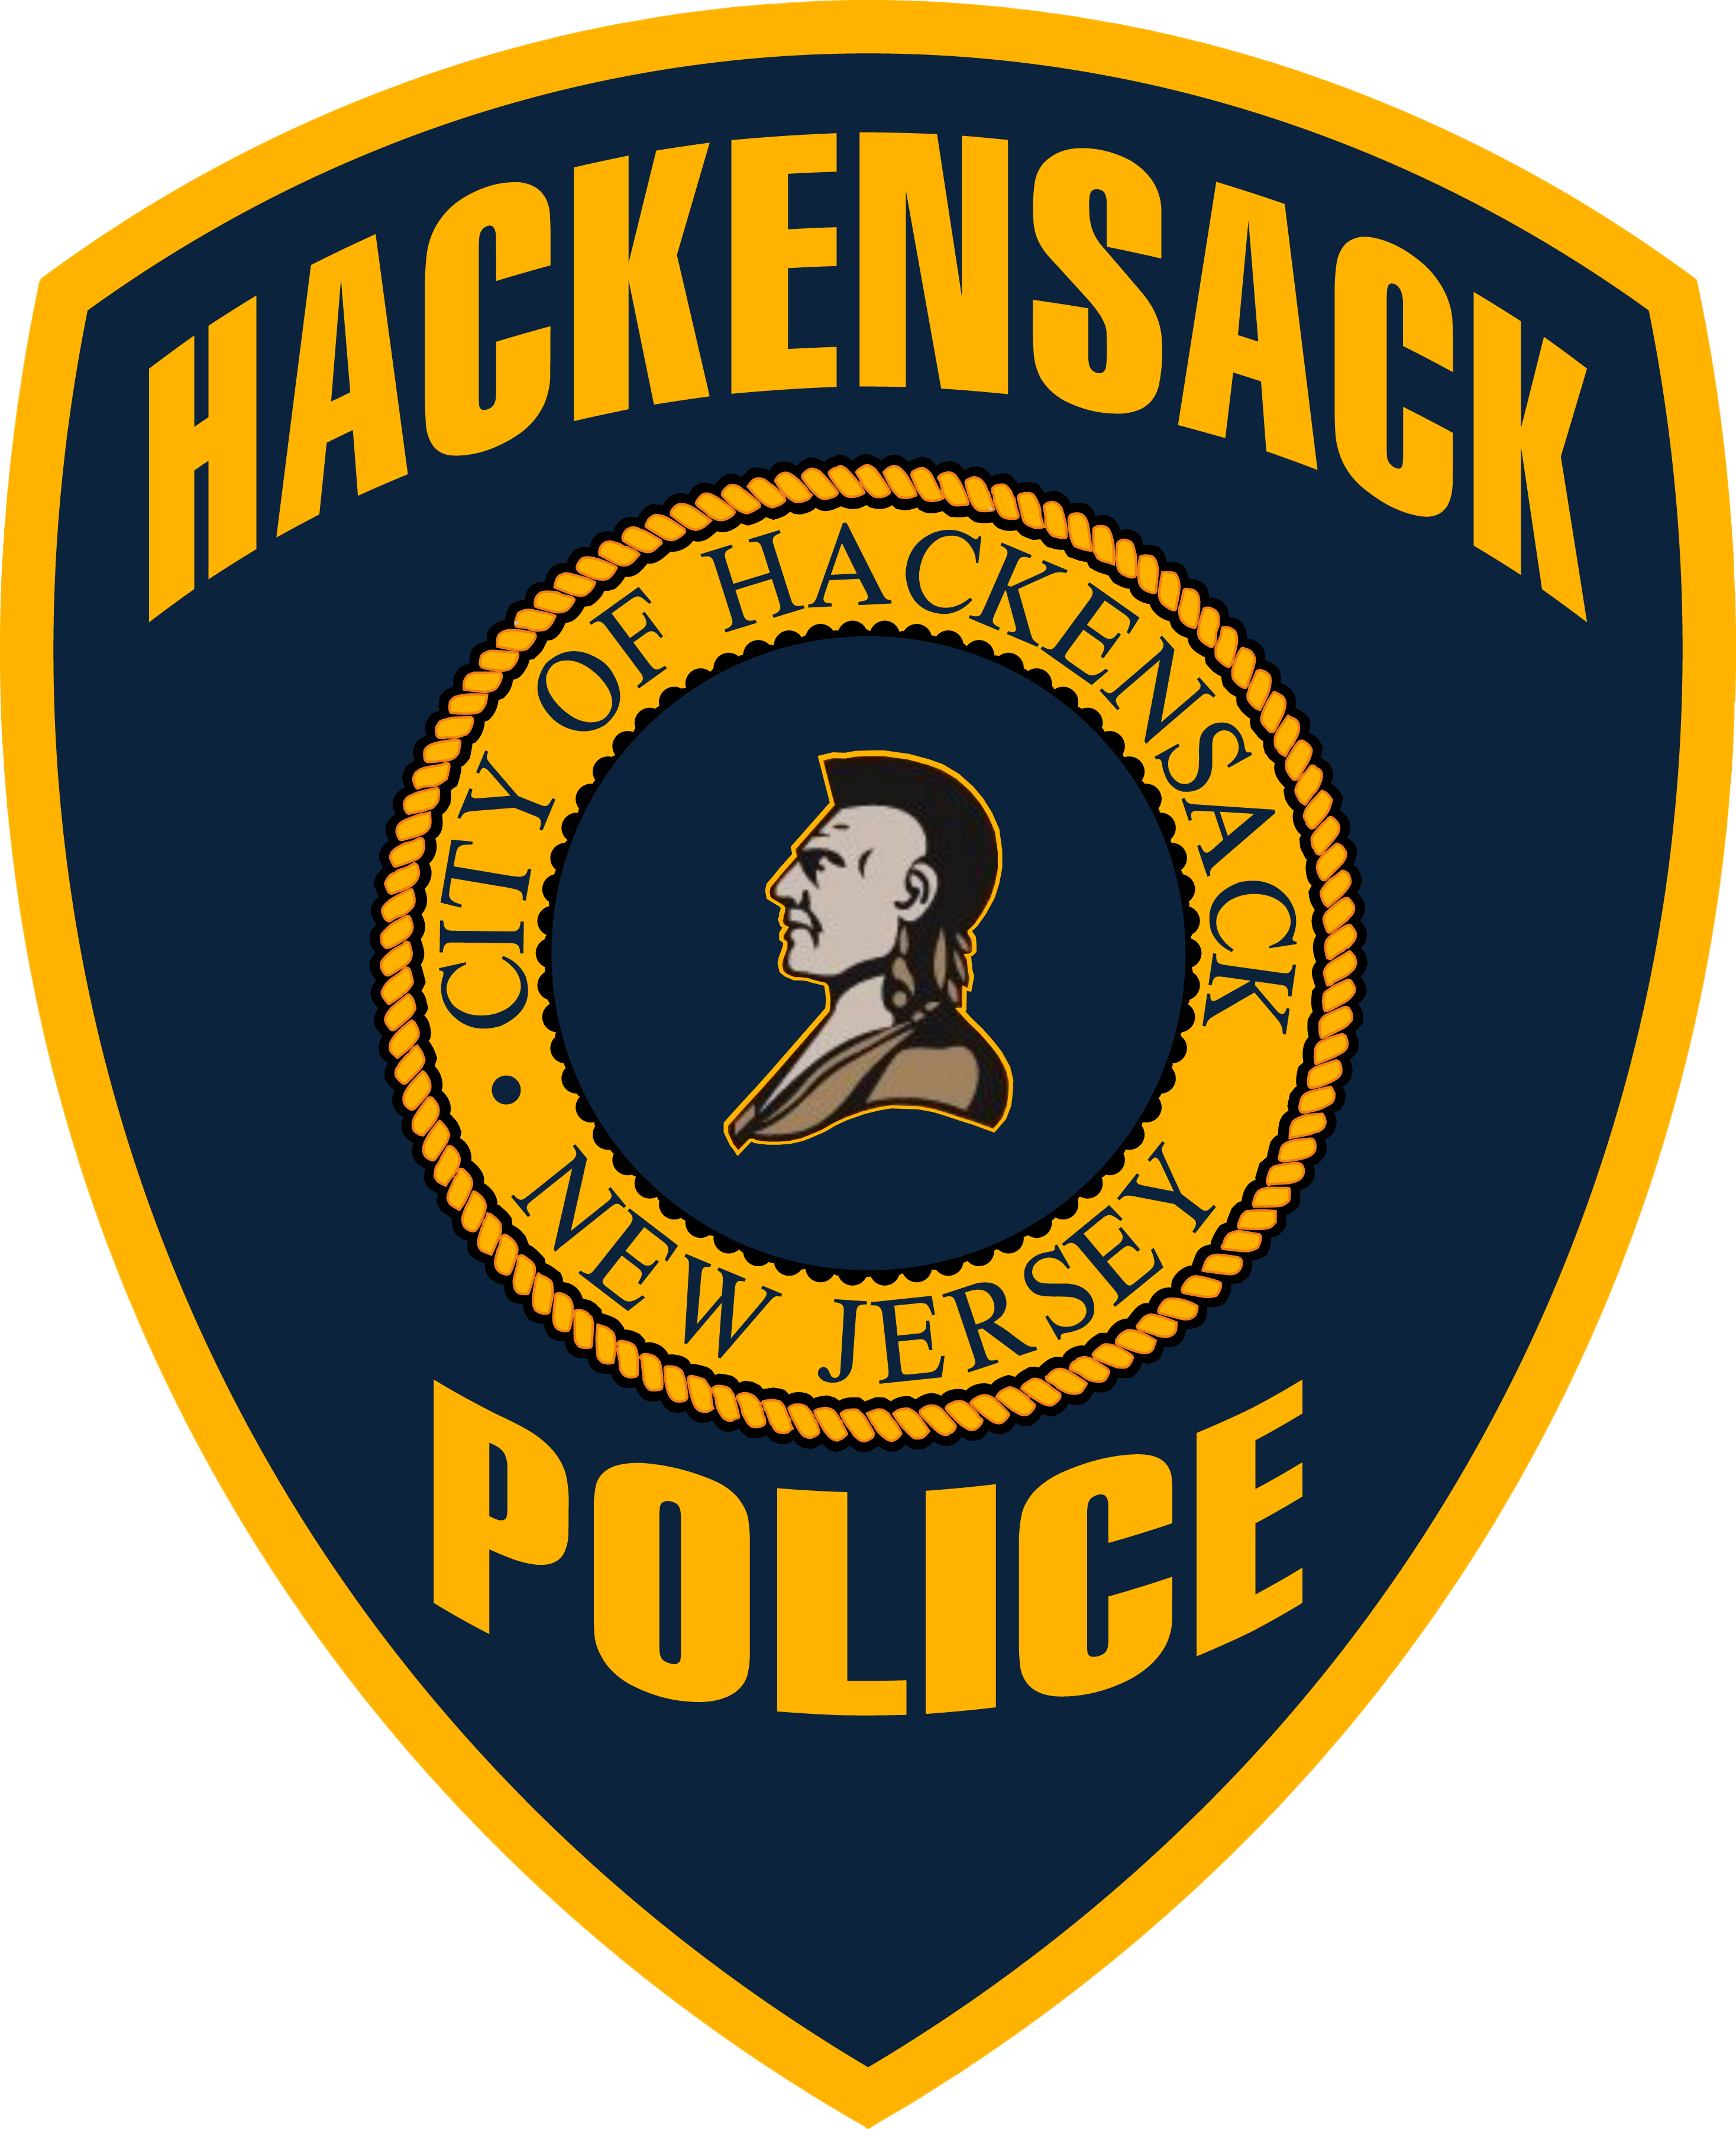 HACKENSACK
CITY OF HACKENSACK
• NEW JERSEY
POLICE